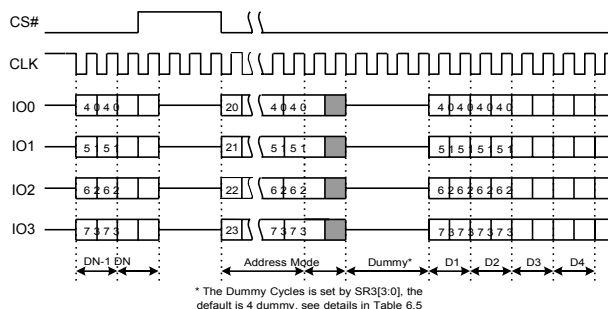 CS#
CLK
IO0 4 0 4 0 20 4 0 4 0 4 0 4 0 4 0 4 0
IO1 5 1 5 1 21 5 1 5 1 5 1 5 1 5 1 5 1
IO2 6 2 6 2 22 6 2 6 2 6 2 6 2 6 2 6 2
IO3 7 3 7 3 23 7 3 7 3 7 3 7 3 7 3 7 3
DN-1 DN Address Mode Dummy* D1 D2 D3 D4
* The Dummy Cycles is set by SR3[3:0], the
default is 4 dummy, see details in Table 6.5